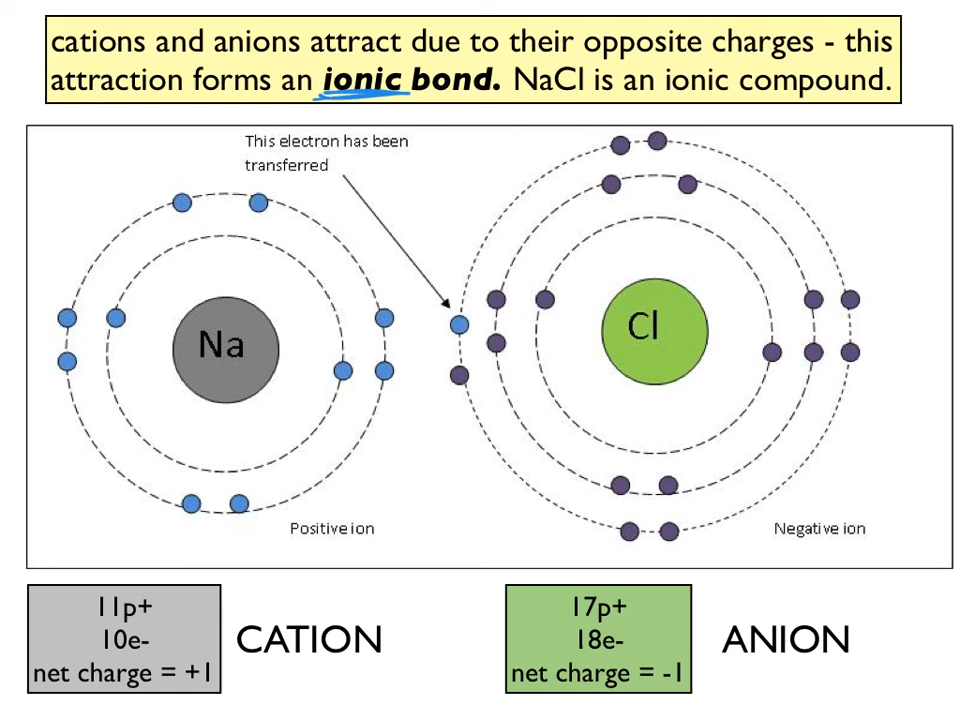 cations and anions attract due to their opposite charges - this
attraction forms an ionic bond. NaCl is an ionic compound.
This electron has been
transferred
Na
Cl
Positive ion
Negative ion
11p+
10e-
net charge = +1
CATION
17p+
18e-
net charge = -1
ANION